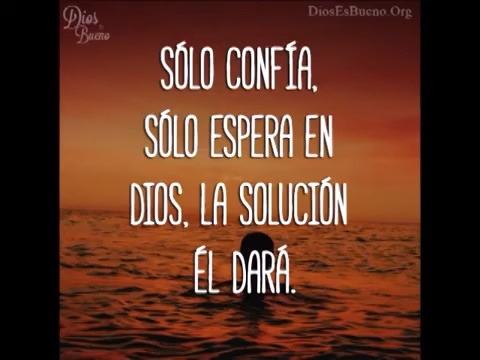 Dios Bueno
DiosEsBueno.Org
SÓLO CONFÍA,
SÓLO ESPERA EN
DIOS, LA SOLUCIÓN
ÉL DARÁ.